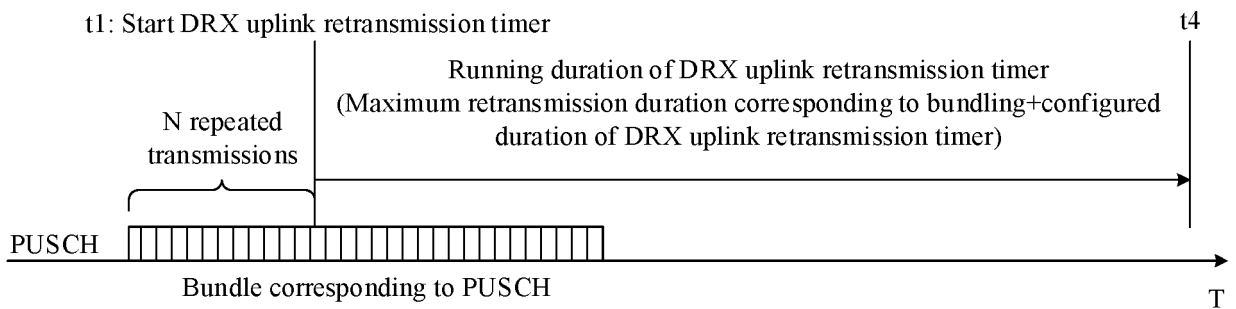 t1: Start DRX uplink retransmission timer
t4
Running duration of DRX uplink retransmission timer
(Maximum retransmission duration corresponding to bundling+configured
duration of DRX uplink retransmission timer)
N repeated
transmissions
PUSCH
Bundle corresponding to PUSCH
T